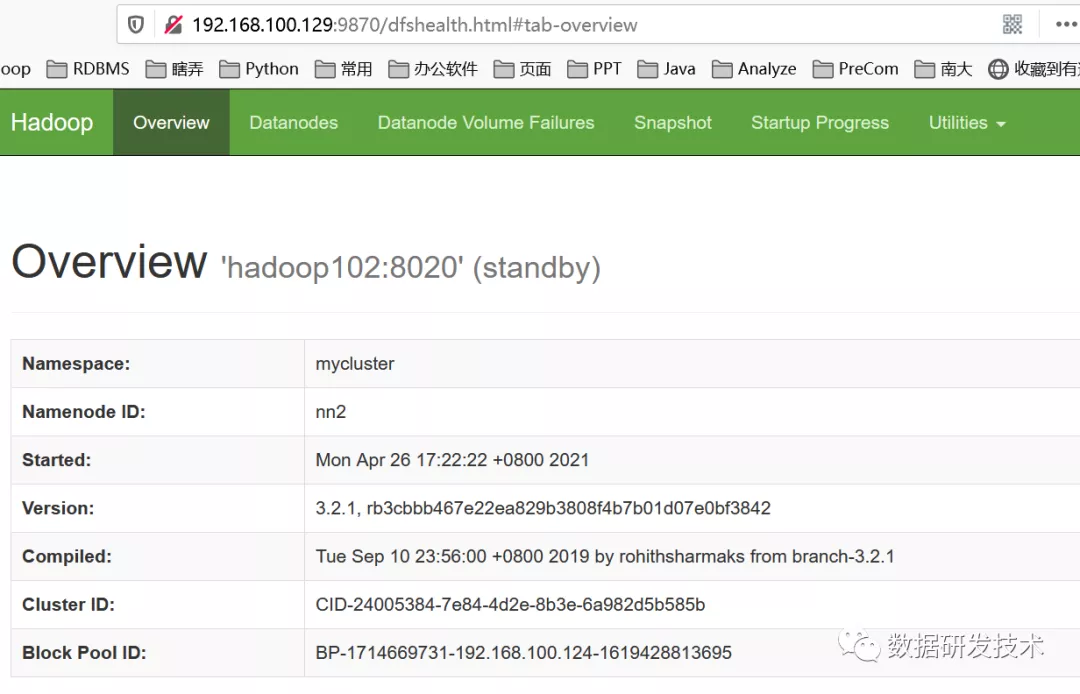 192.168.100.129:9870/dfshealth.html#tab-overview
oop RDBMS 瞎弄 Python 常用 办公软件 页面 PPT Java Analyze PreCom 南大 收藏到有
Hadoop Overview Datanodes Datanode Volume Failures Snapshot Startup Progress Utilities
Overview 'hadoop102:8020' (standby)
Namespace: mycluster
Namenode ID: nn2
Started: Mon Apr 26 17:22:22 +0800 2021
Version: 3.2.1, rb3cbbb467e22ea829b3808f4b7b01d07e0bf3842
Compiled: Tue Sep 10 23:56:00 +0800 2019 by rohithsharmaks from branch-3.2.1
Cluster ID: CID-24005384-7e84-4d2e-8b3e-6a982d5b585b
Block Pool ID: BP-1714669731-192.168.100.124-1619428813695
数据研发技术